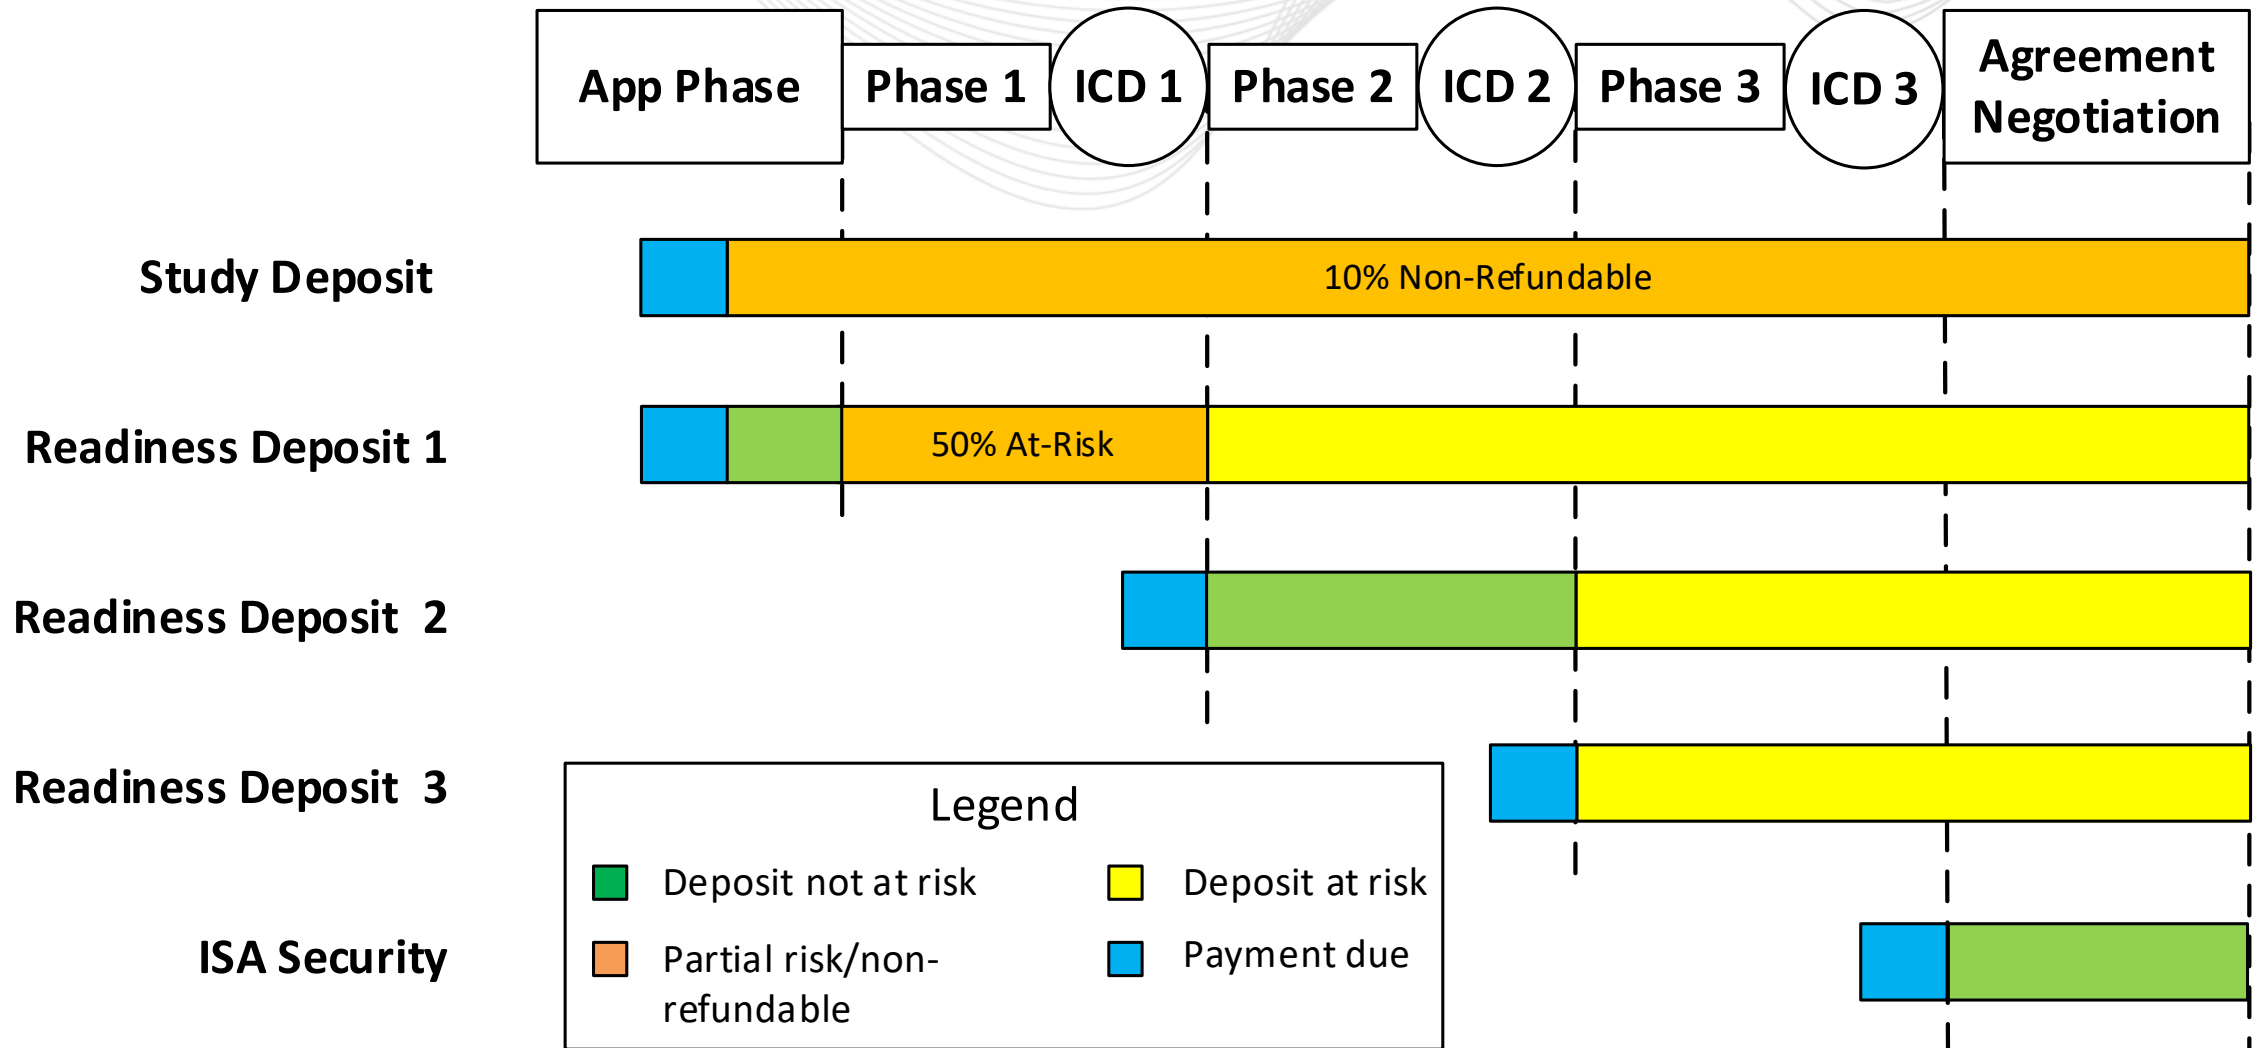 App Phase
Phase 1
ICD 1
Phase 2
ICD 2
Phase 3
ICD 3
Agreement
Negotiation
Study Deposit
10% Non-Refundable
Readiness Deposit 1
50% At-Risk
Readiness Deposit 2
Readiness Deposit 3
Legend
Deposit not at risk
Deposit at risk
Partial risk/non-
refundable
Payment due
ISA Security